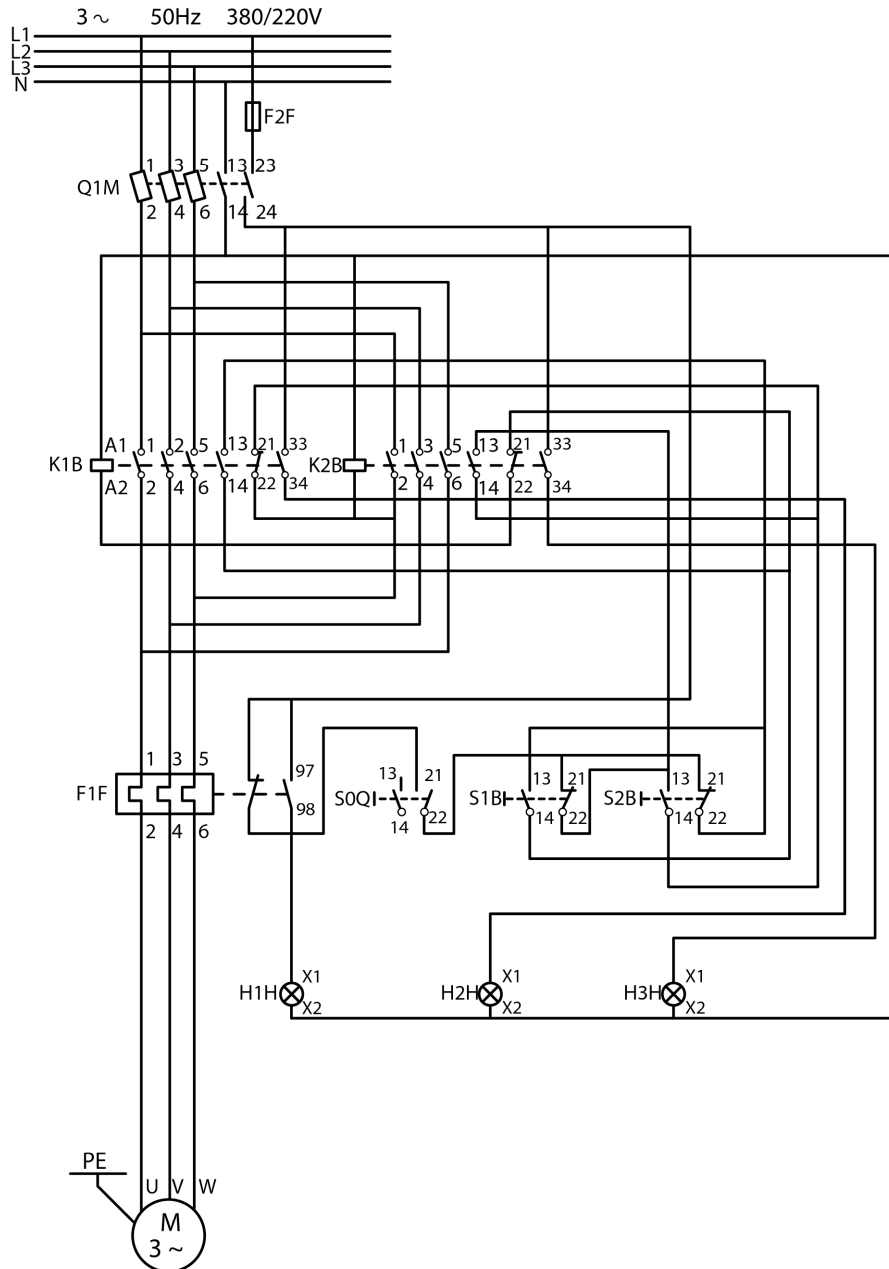 3 ~ 50Hz 380/220V
L1
L2
L3
N
F2F
1 3 5 13 23
Q1M
2 4 6 14 24
A1 1 2 5 13 21 33 1 3 5 13 21 33
K1B K2B
A2 2 4 6 14 22 34 2 4 6 14 22 34
1 3 5 97 13 21 13 21 13 21
F1F S0Q S1B S2B
2 4 6 98 14 22 14 22 14 22
X1 X1 X1
H1H H2H H3H
X2 X2 X2
PE
U V W
M
3 ~